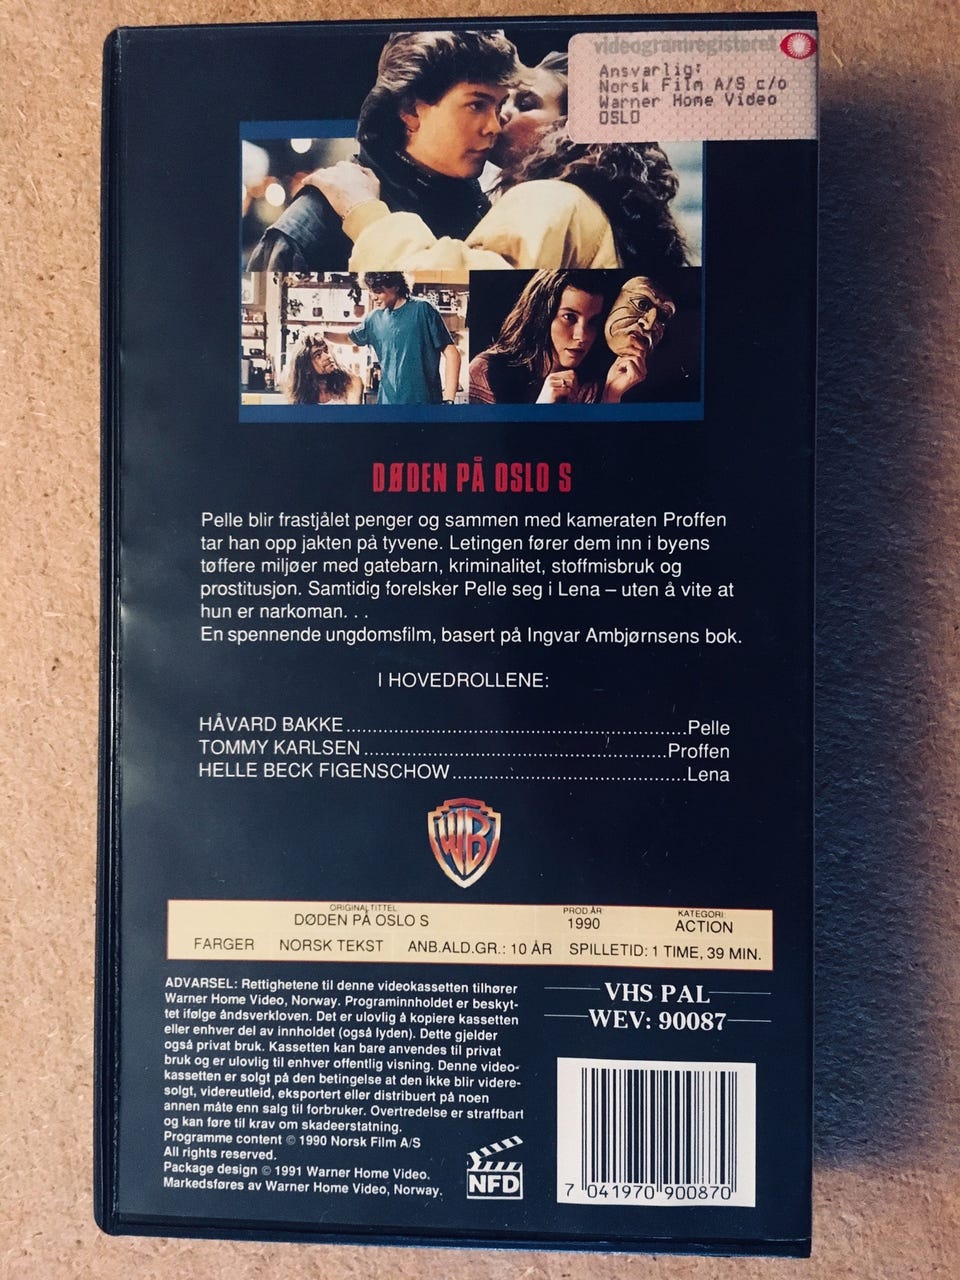 videogramregisteret
Ansvarlig:
Norsk Film A/S c/o
Warner Home Video
OSLO
DØDEN PÅ OSLO S
Pelle blir frastjålet penger og sammen med kameraten Proffen
tar han opp jakten på tyvene. Letingen fører dem inn i byens
tøffere miljøer med gatebarn, kriminalitet, stoffmisbruk og
prostitusjon. Samtidig forelsker Pelle seg i Lena – uten å vite at
hun er narkoman. . .
En spennende ungdomsfilm, basert på Ingvar Ambjørnsens bok.
I HOVEDROLLENE:
HÅVARD BAKKE.....................................................Pelle
TOMMY KARLSEN...............................................Proffen
HELLE BECK FIGENSCHOW.....................................Lena
WB
ORIGINALTITTEL PROD.ÅR KATEGORI
DØDEN PÅ OSLO S 1990 ACTION
FARGER NORSK TEKST ANB.ALD.GR.: 10 ÅR SPILLETID: 1 TIME, 39 MIN.
ADVARSEL: Rettighetene til denne videokassetten tilhører
Warner Home Video, Norway. Programinnholdet er beskyt-
tet ifølge åndsverkloven. Det er ulovlig å kopiere kassetten
eller enhver del av innholdet (også lyden). Dette gjelder
også privat bruk. Kassetten kan bare anvendes til privat
bruk og er ulovlig til enhver offentlig visning. Denne video-
kassetten er solgt på den betingelse at den ikke blir videre-
solgt, videreutleid, eksportert eller distribuert på noen
annen måte enn salg til forbruker. Overtredelse er straffbart
og kan føre til krav om skadeerstatning.
Programme content © 1990 Norsk Film A/S
All rights reserved.
Package design © 1991 Warner Home Video.
Markedsføres av Warner Home Video, Norway.
NFD
VHS PAL
WEV: 90087
7 041970 900870